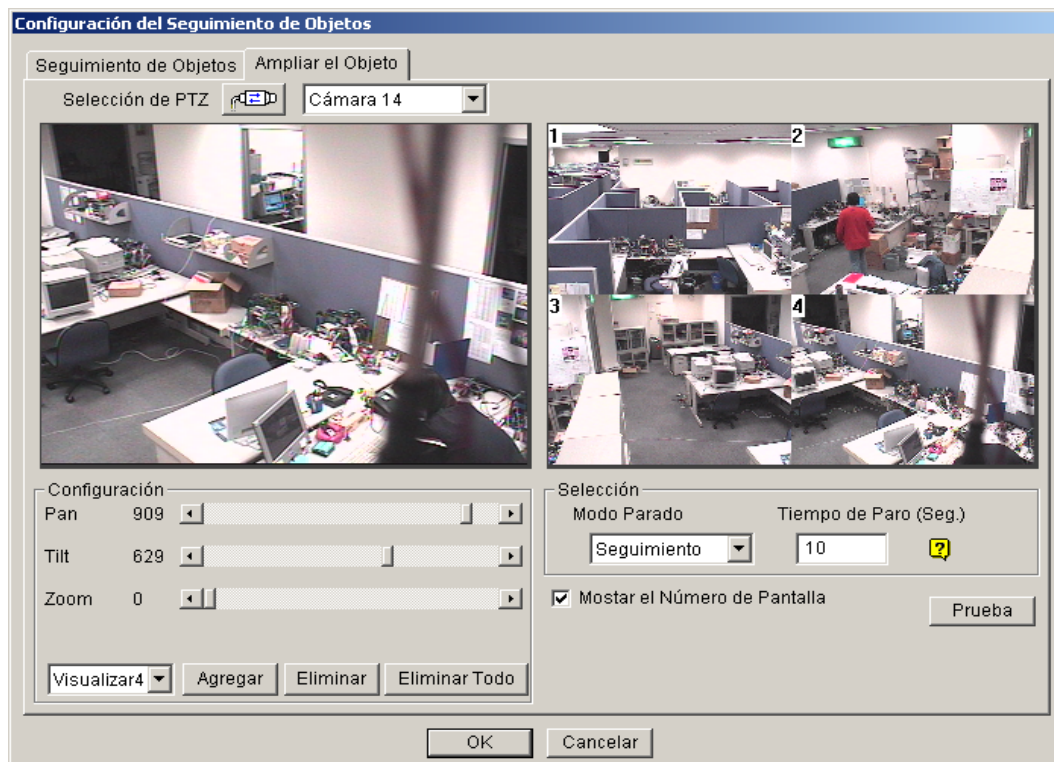 Configuración del Seguimiento de Objetos
Seguimiento de Objetos
Ampliar el Objeto
Selección de PTZ
Cámara 14
1
2
3
4
Configuración
Pan 909
Tilt 629
Zoom 0
Visualizar4
Agregar
Eliminar
Eliminar Todo
Selección
Modo Parado
Tiempo de Paro (Seg.)
Seguimiento
10
?
Mostar el Número de Pantalla
Prueba
OK
Cancelar